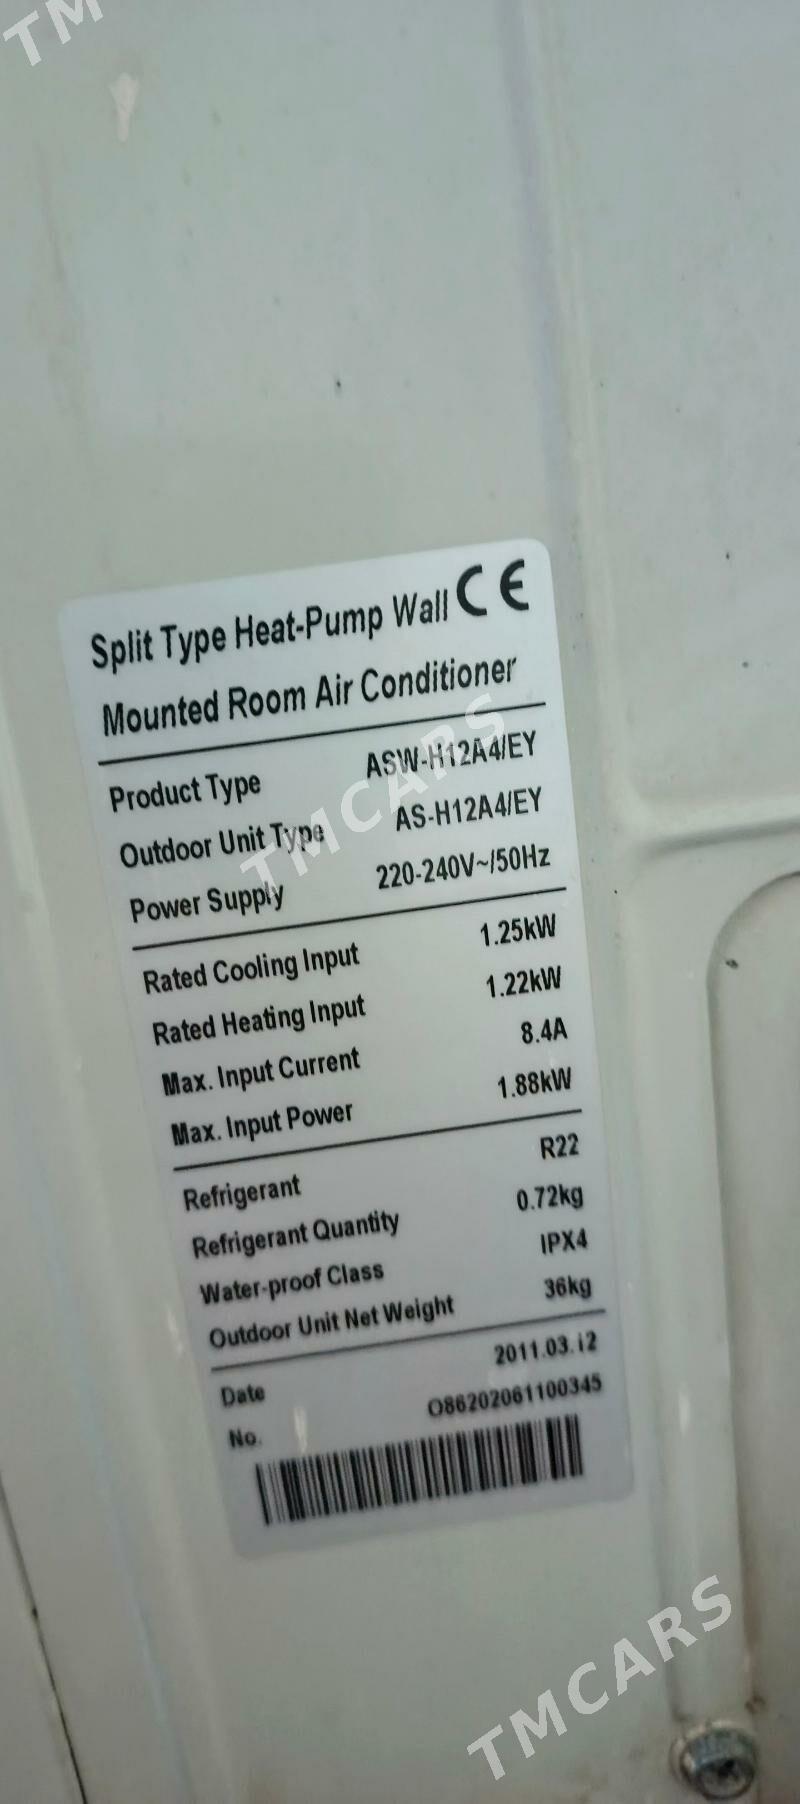 TM
Split Type Heat-Pump Wall CE
Mounted Room Air Conditioner
Product Type ASW-H12A4/EY
Outdoor Unit Type AS-H12A4/EY
Power Supply 220-240V~/50Hz
Rated Cooling Input 1.25kW
Rated Heating Input 1.22kW
Max. Input Current 8.4A
Max. Input Power 1.88kW
Refrigerant R22
Refrigerant Quantity 0.72kg
Water-proof Class IPX4
Outdoor Unit Net Weight 36kg
Date 2011.03.12
No. O86202061100345
TMCARS
TMCARS